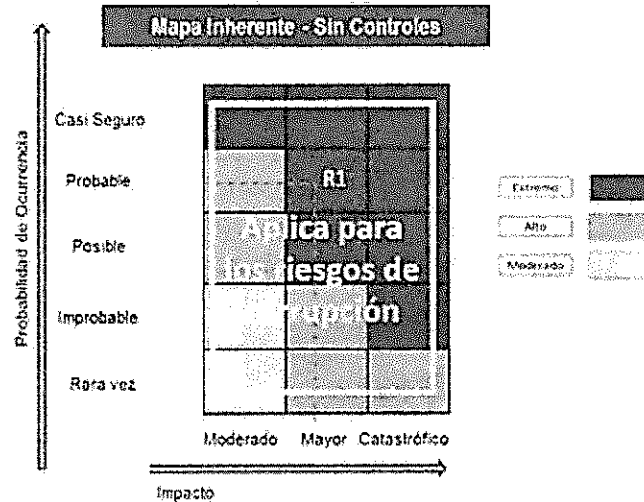 Mapa Inherente - Sin Controles
Probabilidad de Ocurrencia
Casi Seguro
Probable
Posible
Improbable
Rara vez
R1
Aplica para
los riesgos de
corrupción
Extremo
Alto
Moderado
Moderado Mayor Catastrófico
Impacto